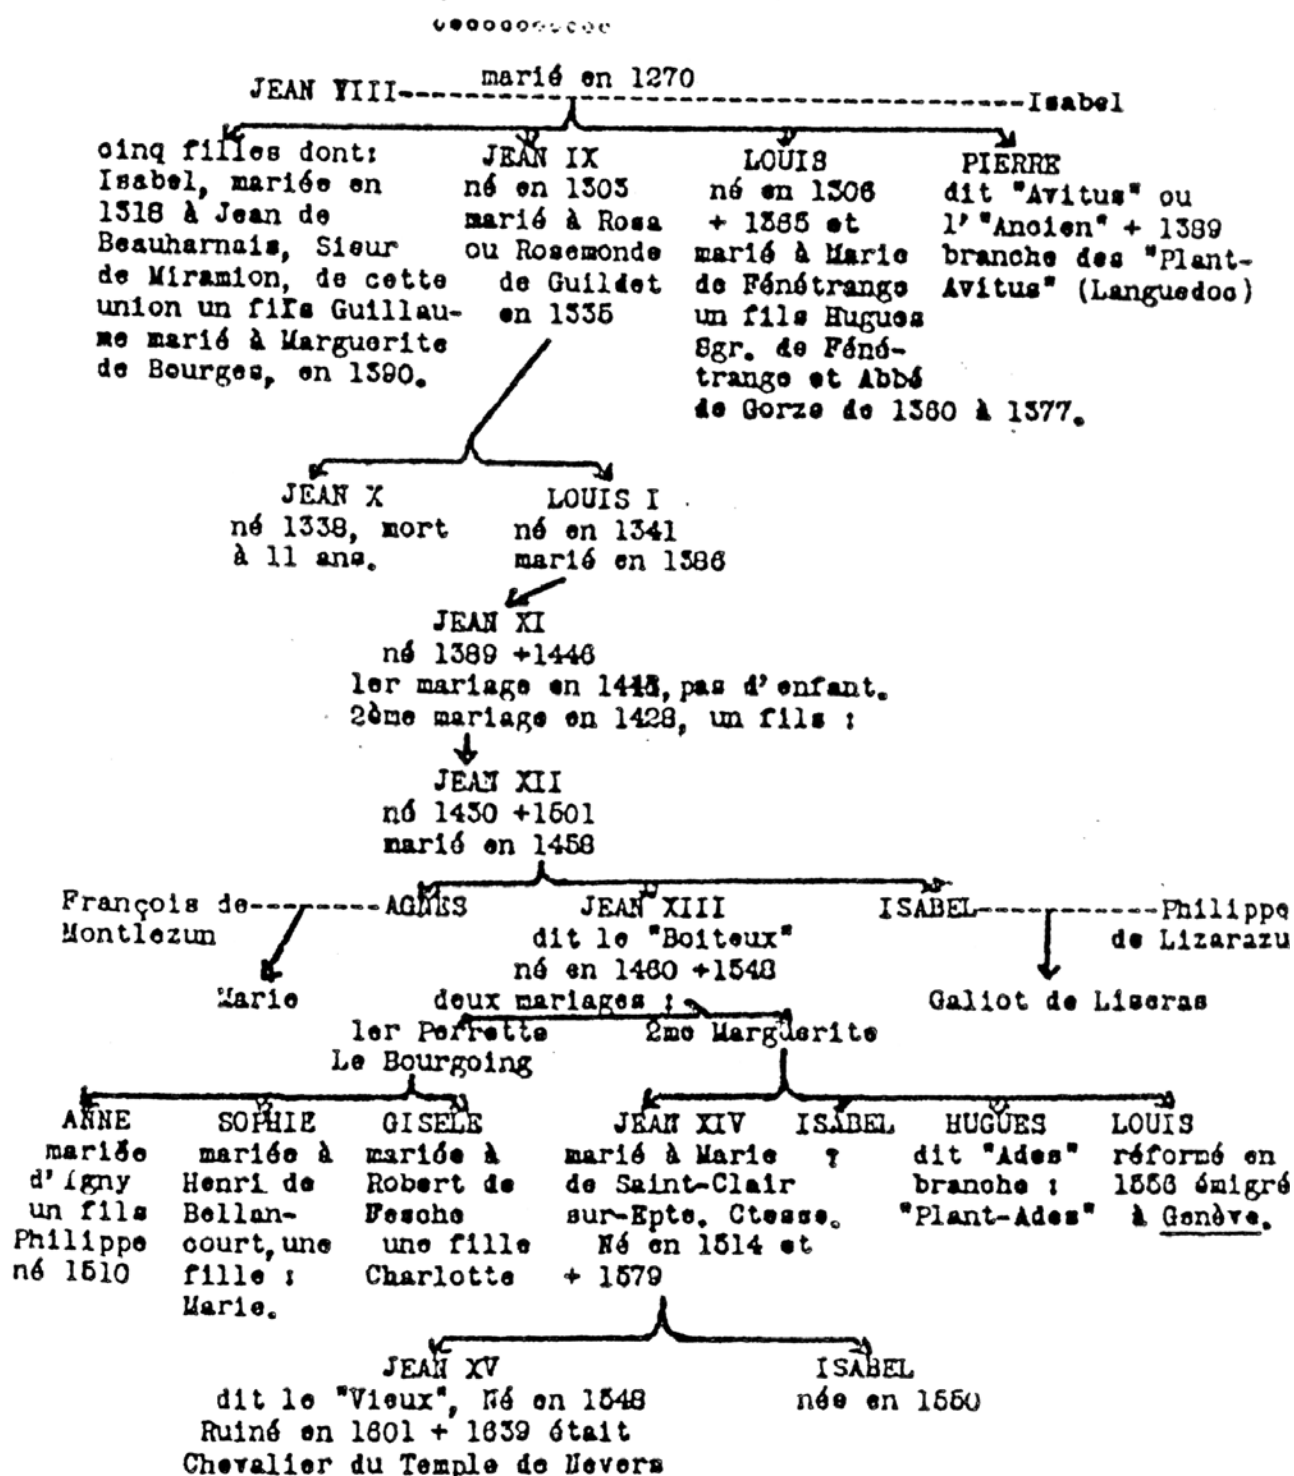 marié en 1270
JEAN VIII Isabel
cinq filles dont:
Isabel, mariée en
1318 à Jean de
Beauharnais, Sieur
de Miramion, de cette
union un fils Guillau-
me marié à Marguerite
de Bourges, en 1390.
JEAN IX
né en 1303
marié à Rosa
ou Rosemonde
de Guildet
en 1335
LOUIS
né en 1306
+ 1365 et
marié à Marie
de Fénétrange
un fils Hugues
Sgr. de Féné-
trange et Abbé
de Gorze de 1360 à 1377.
PIERRE
dit "Avitus" ou
l'"Ancien" + 1389
branche des "Plant-
Avitus" (Languedoc)
JEAN X
né 1338, mort
à 11 ans.
LOUIS I
né en 1341
marié en 1386
JEAN XI
né 1389 +1446
1er mariage en pas d'enfant.
2ème mariage en 1428, un fils :
JEAN XII
né 1430 +1501
marié en 1458
François de
Montlezun
AGNES
JEAN XIII
dit le "Boiteux"
né en 1460 +1548
deux mariages :
ISABEL
Philippe
de Lizarazu
Marie
Galiot de Liseras
1er Perrette
Le Bourgoing
2me Marguerite
ANNE
mariée
d'Igny
un fils
Philippe
né 1510
SOPHIE
mariée à
Henri de
Bellan-
court, une
fille :
Marie.
GISELE
mariée à
Robert de
Fesche
une fille
Charlotte
JEAN XIV
marié à Marie
de Saint-Clair
sur-Epte. Ctesse.
Né en 1514 et
+ 1579
ISABEL
?
HUGUES
dit "Ades"
branche :
"Plant-Ades"
LOUIS
réformé en
1556 émigré
à Genève.
JEAN XV
dit le "Vieux", Né en 1548
Ruiné en 1601 + 1639 était
Chevalier du Temple de Nevers
ISABEL
née en 1550